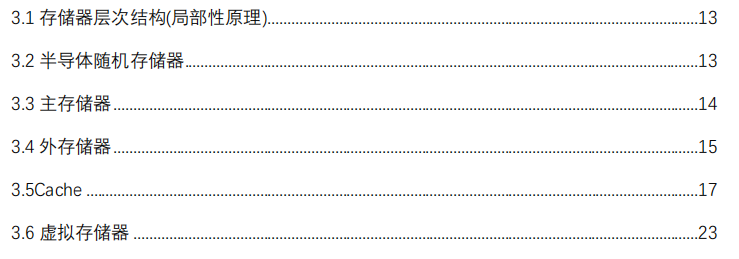 3.1 存储器层次结构(局部性原理)......................................................................................13
3.2 半导体随机存储器......................................................................................................13
3.3 主存储器....................................................................................................................14
3.4 外存储器....................................................................................................................15
3.5Cache ........................................................................................................................17
3.6 虚拟存储器 ...............................................................................................................23